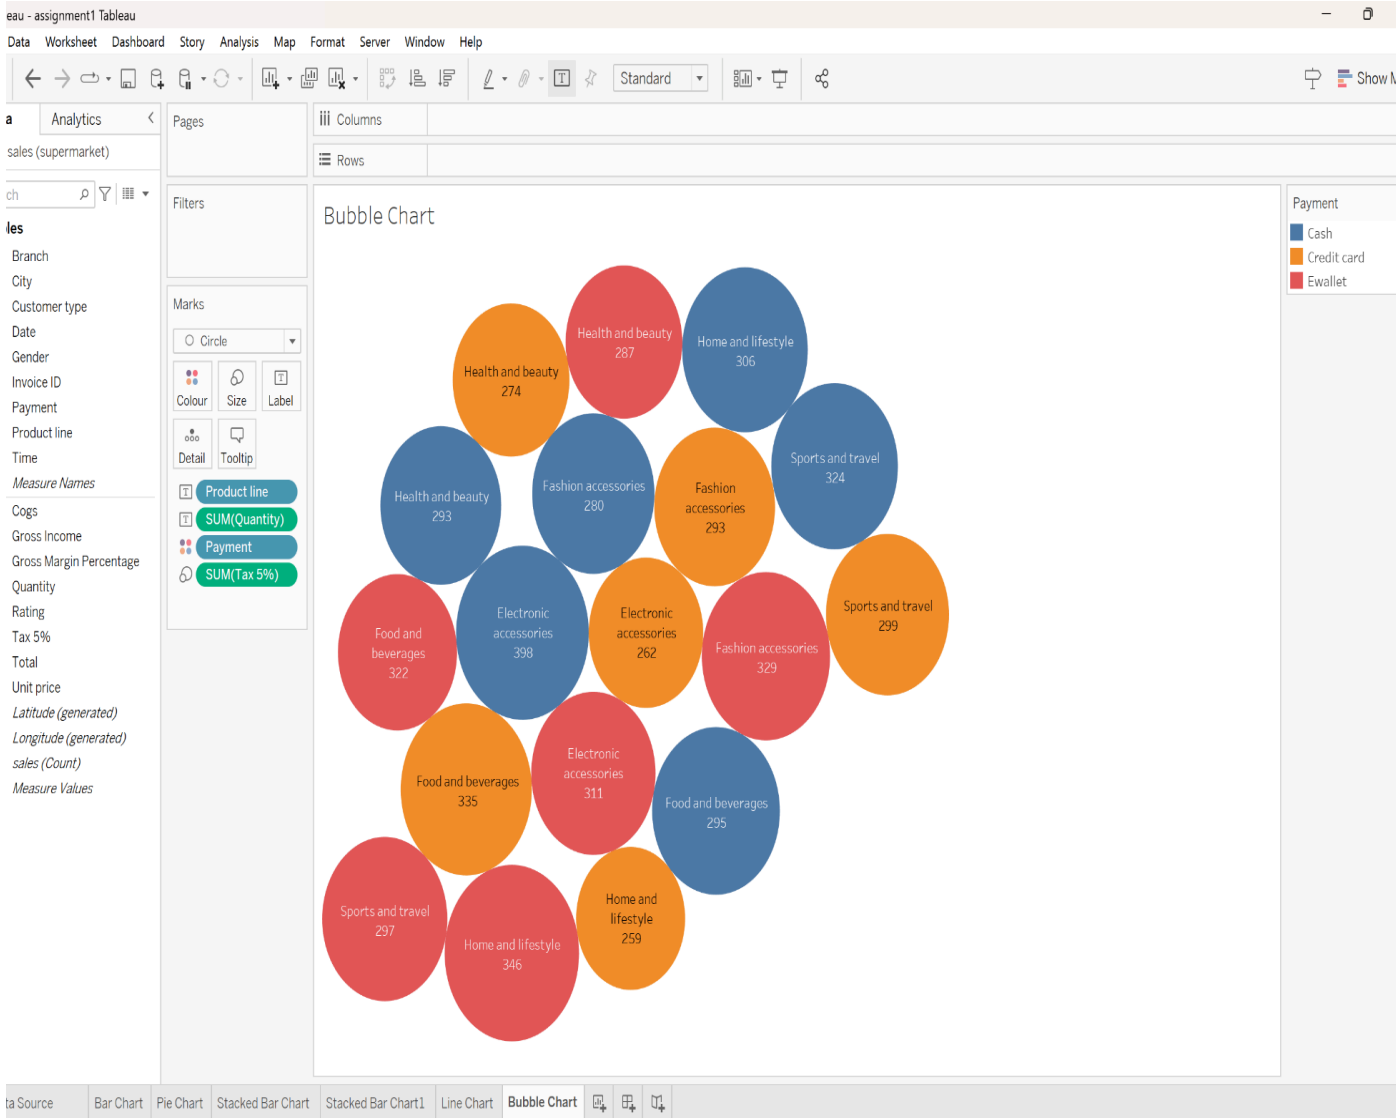 eau - assignment1 Tableau
Data Worksheet Dashboard Story Analysis Map Format Server Window Help
Standard
Show M
a Analytics
sales (supermarket)
ch
les
Branch
City
Customer type
Date
Gender
Invoice ID
Payment
Product line
Time
Measure Names
Cogs
Gross Income
Gross Margin Percentage
Quantity
Rating
Tax 5%
Total
Unit price
Latitude (generated)
Longitude (generated)
sales (Count)
Measure Values
Pages
Filters
Marks
Circle
Colour Size Label
Detail Tooltip
Product line
SUM(Quantity)
Payment
SUM(Tax 5%)
Columns
Rows
Bubble Chart
Health and beauty
287
Home and lifestyle
306
Health and beauty
274
Sports and travel
324
Health and beauty
293
Fashion accessories
280
Fashion
accessories
293
Sports and travel
299
Food and
beverages
322
Electronic
accessories
398
Electronic
accessories
262
Fashion accessories
329
Food and beverages
335
Electronic
accessories
311
Food and beverages
295
Sports and travel
297
Home and lifestyle
346
Home and
lifestyle
259
Payment
Cash
Credit card
Ewallet
ta Source Bar Chart Pie Chart Stacked Bar Chart Stacked Bar Chart1 Line Chart Bubble Chart